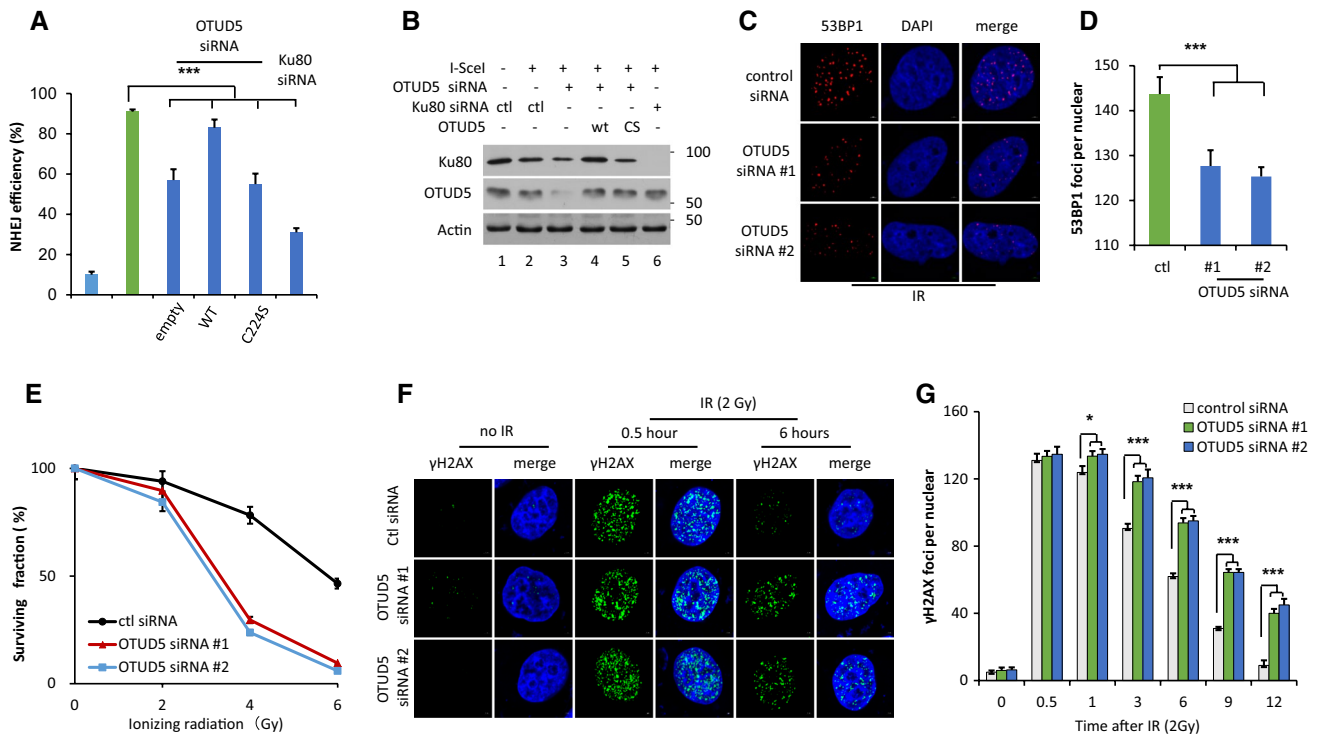 A
OTUD5
siRNA
Ku80
siRNA
***
NHEJ efficiency (%)
100
80
60
40
20
0
empty
WT
C224S
B
I-SceI - + + + + +
OTUD5 siRNA - - + + + -
Ku80 siRNA ctl ctl - - - +
OTUD5 - - - wt CS -
Ku80
100
OTUD5
50
50
Actin
1 2 3 4 5 6
C
53BP1 DAPI merge
control
siRNA
OTUD5
siRNA #1
OTUD5
siRNA #2
IR
D
***
53BP1 foci per nuclear
150
140
130
120
110
ctl #1 #2
OTUD5 siRNA
E
Surviving fraction ( %)
100
50
0
ctl siRNA
OTUD5 siRNA #1
OTUD5 siRNA #2
0 2 4 6
Ionizing radiation (Gy)
F
IR (2 Gy)
no IR 0.5 hour 6 hours
γH2AX merge γH2AX merge γH2AX merge
Ctl siRNA
OTUD5
siRNA #1
OTUD5
siRNA #2
G
γH2AX foci per nuclear
160
120
80
40
0
control siRNA
OTUD5 siRNA #1
OTUD5 siRNA #2
*
***
***
***
***
0 0.5 1 3 6 9 12
Time after IR (2Gy)